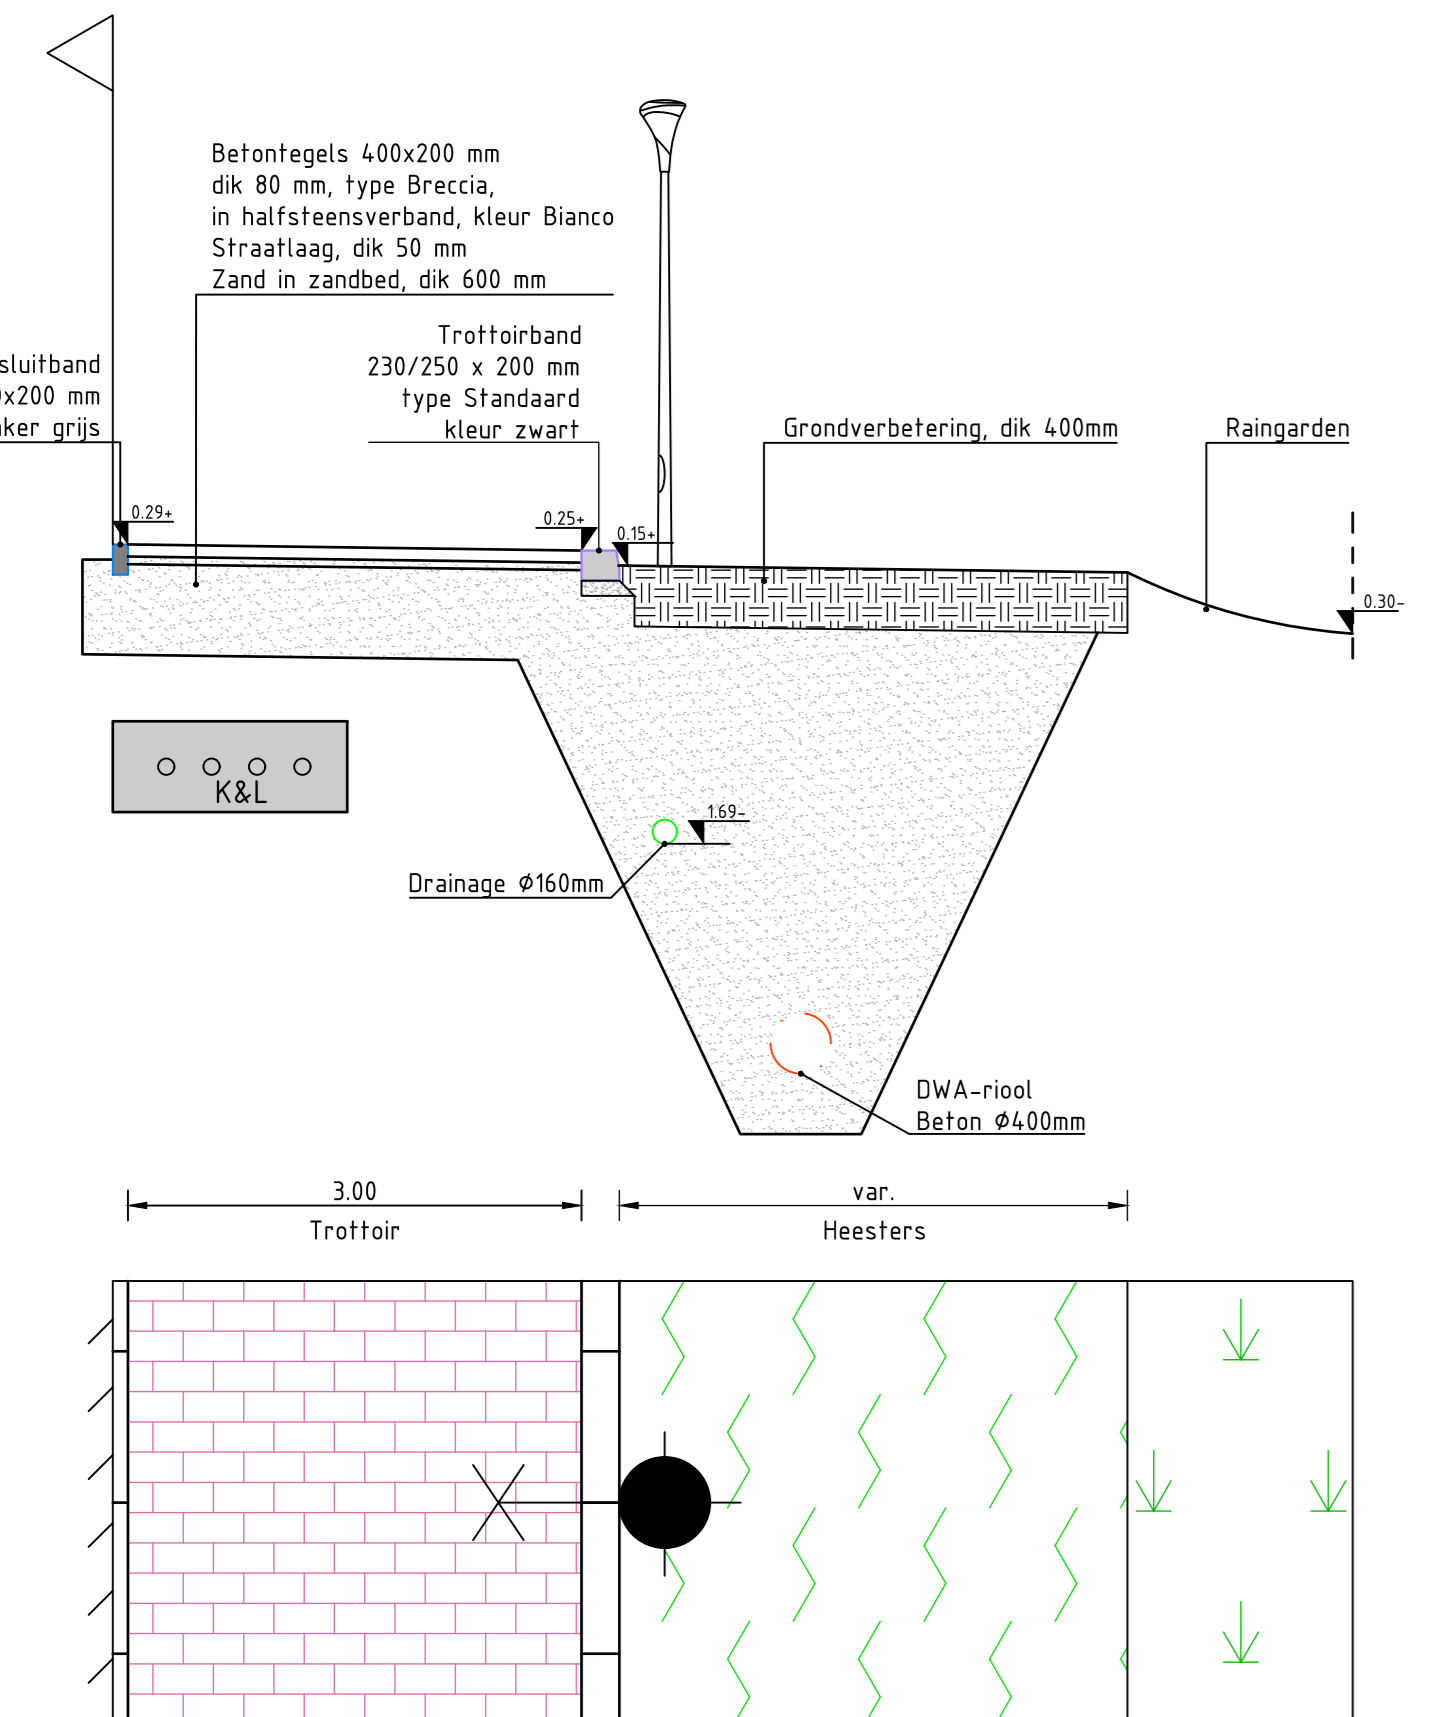 Betontegels 400x200 mm
dik 80 mm, type Breccia,
in halfsteensverband, kleur Bianco
Straatlaag, dik 50 mm
Zand in zandbed, dik 600 mm
Trottoirband
230/250 x 200 mm
type Standaard
kleur zwart
sluitband
0x200 mm
ker grijs
Grondverbetering, dik 400mm
Raingarden
0.29+
0.25+
0.15+
0.30-
K&L
1.69-
Drainage Ø160mm
DWA-riool
Beton Ø400mm
3.00
Trottoir
var.
Heesters